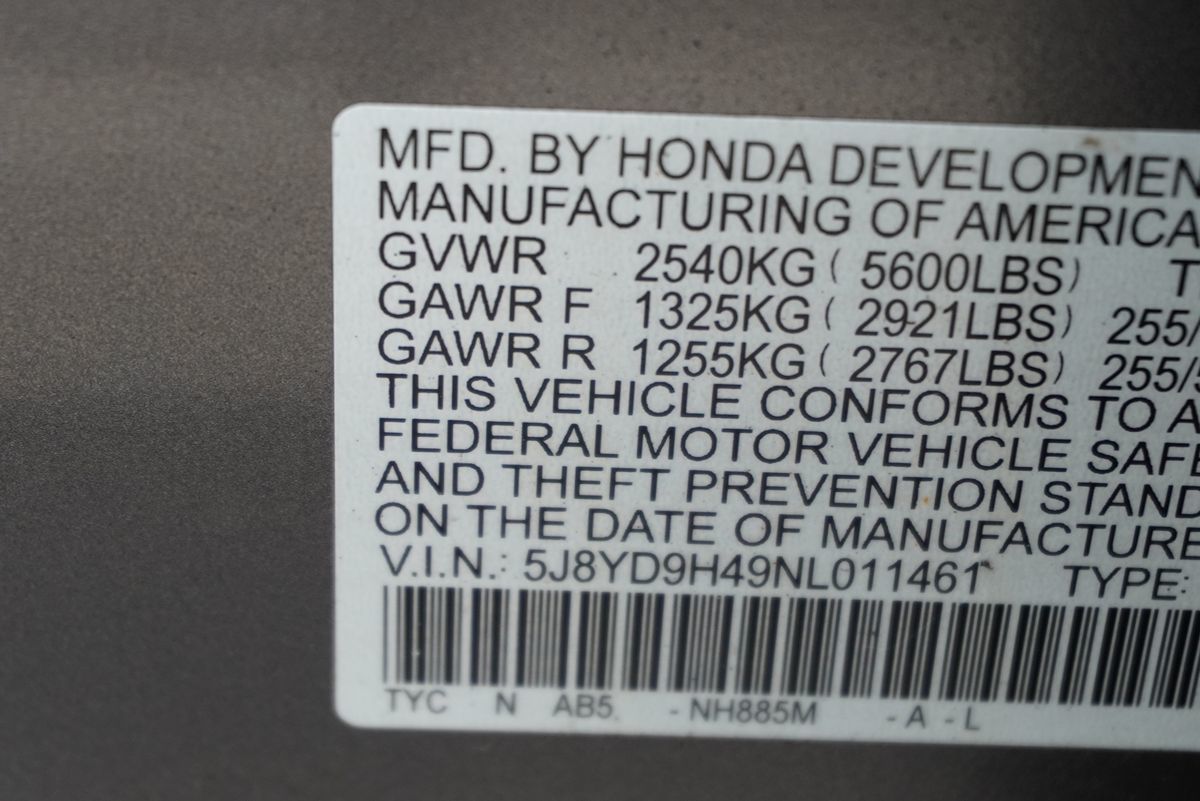 MFD. BY HONDA DEVELOPMEN
MANUFACTURING OF AMERICA
GVWR 2540KG ( 5600LBS) T
GAWR F 1325KG ( 2921LBS) 255/
GAWR R 1255KG ( 2767LBS) 255/5
THIS VEHICLE CONFORMS TO A
FEDERAL MOTOR VEHICLE SAFE
AND THEFT PREVENTION STAND
ON THE DATE OF MANUFACTURE
V.I.N.: 5J8YD9H49NL011461 TYPE:
TYC N AB5 - NH885M - A - L